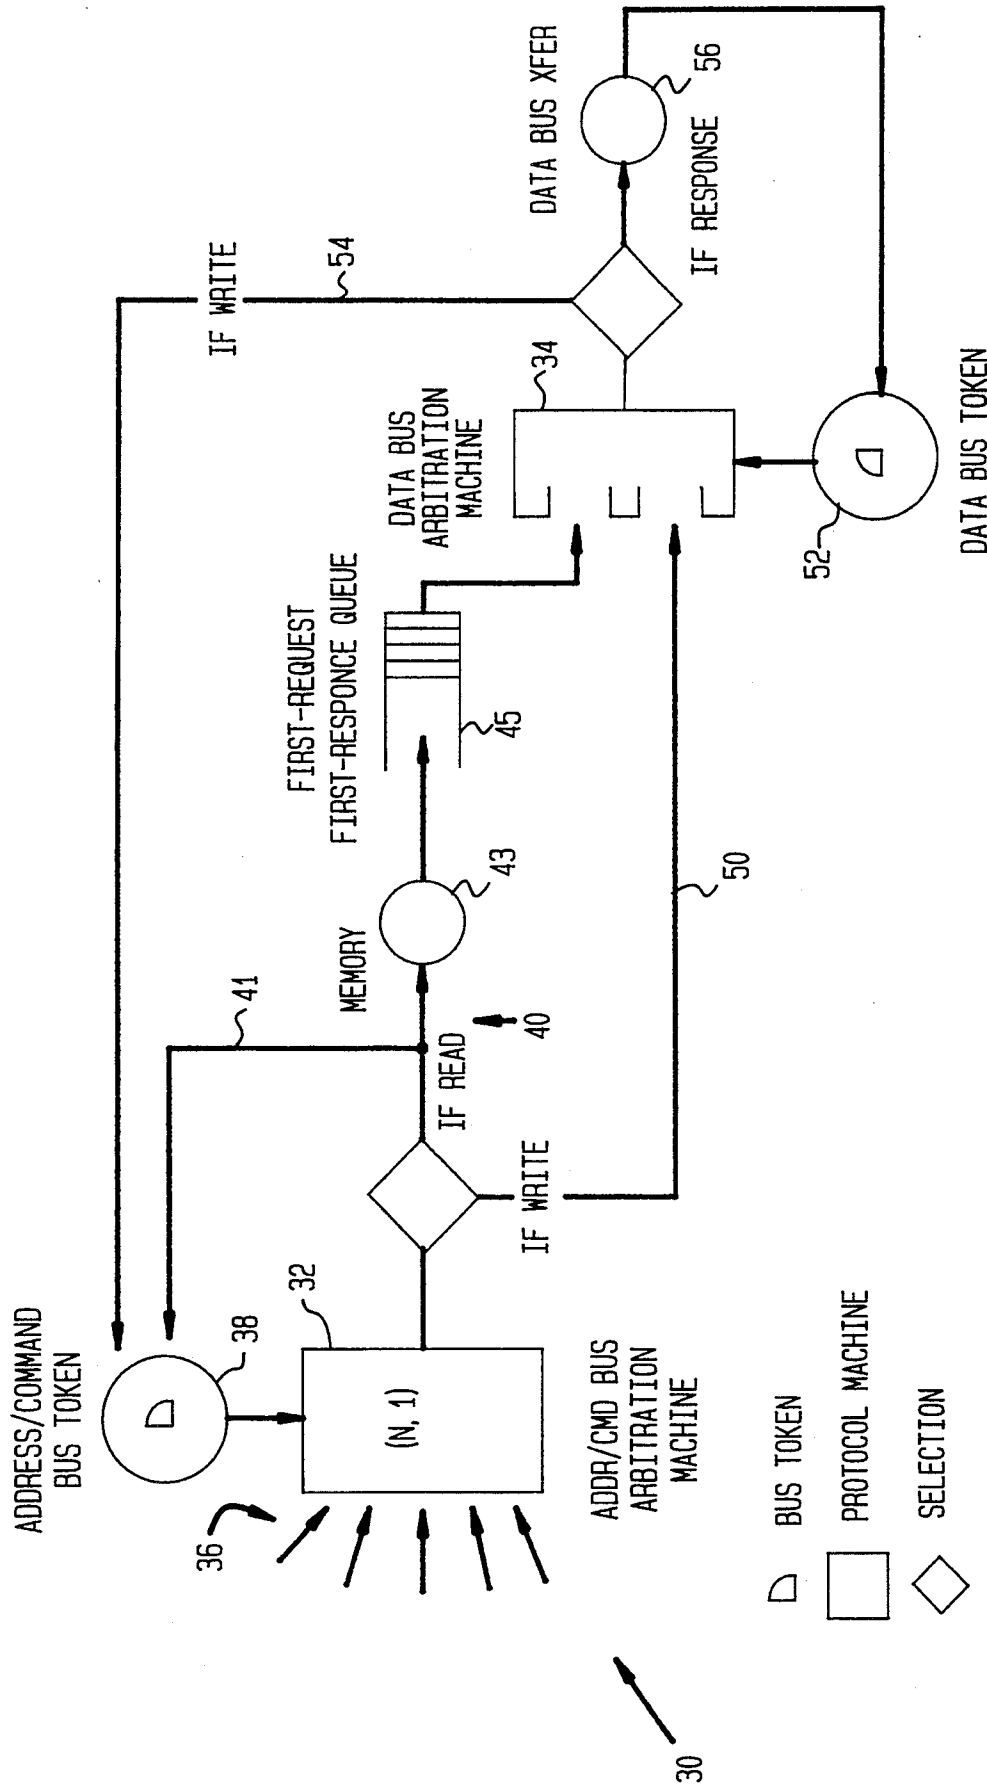 ADDRESS/COMMAND
BUS TOKEN
38
36
32
(N, 1)
ADDR/CMD BUS
ARBITRATION
MACHINE
41
IF READ
40
IF WRITE
MEMORY
43
FIRST-REQUEST
FIRST-RESPONCE QUEUE
45
50
DATA BUS
ARBITRATION
MACHINE
34
52
DATA BUS TOKEN
IF WRITE
54
DATA BUS XFER
56
IF RESPONSE
30
BUS TOKEN
PROTOCOL MACHINE
SELECTION